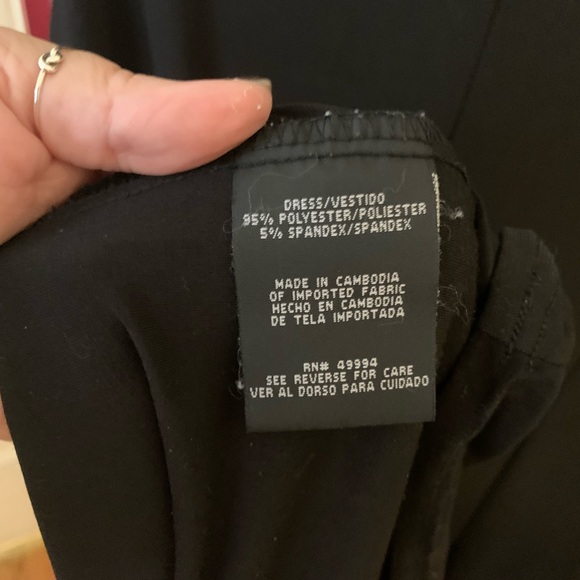 DRESS/VESTIDO
95% POLYESTER/POLIESTER
5% SPANDEX/SPANDEX
MADE IN CAMBODIA
OF IMPORTED FABRIC
HECHO EN CAMBODIA
DE TELA IMPORTADA
RN# 49994
SEE REVERSE FOR CARE
VER AL DORSO PARA CUIDADO